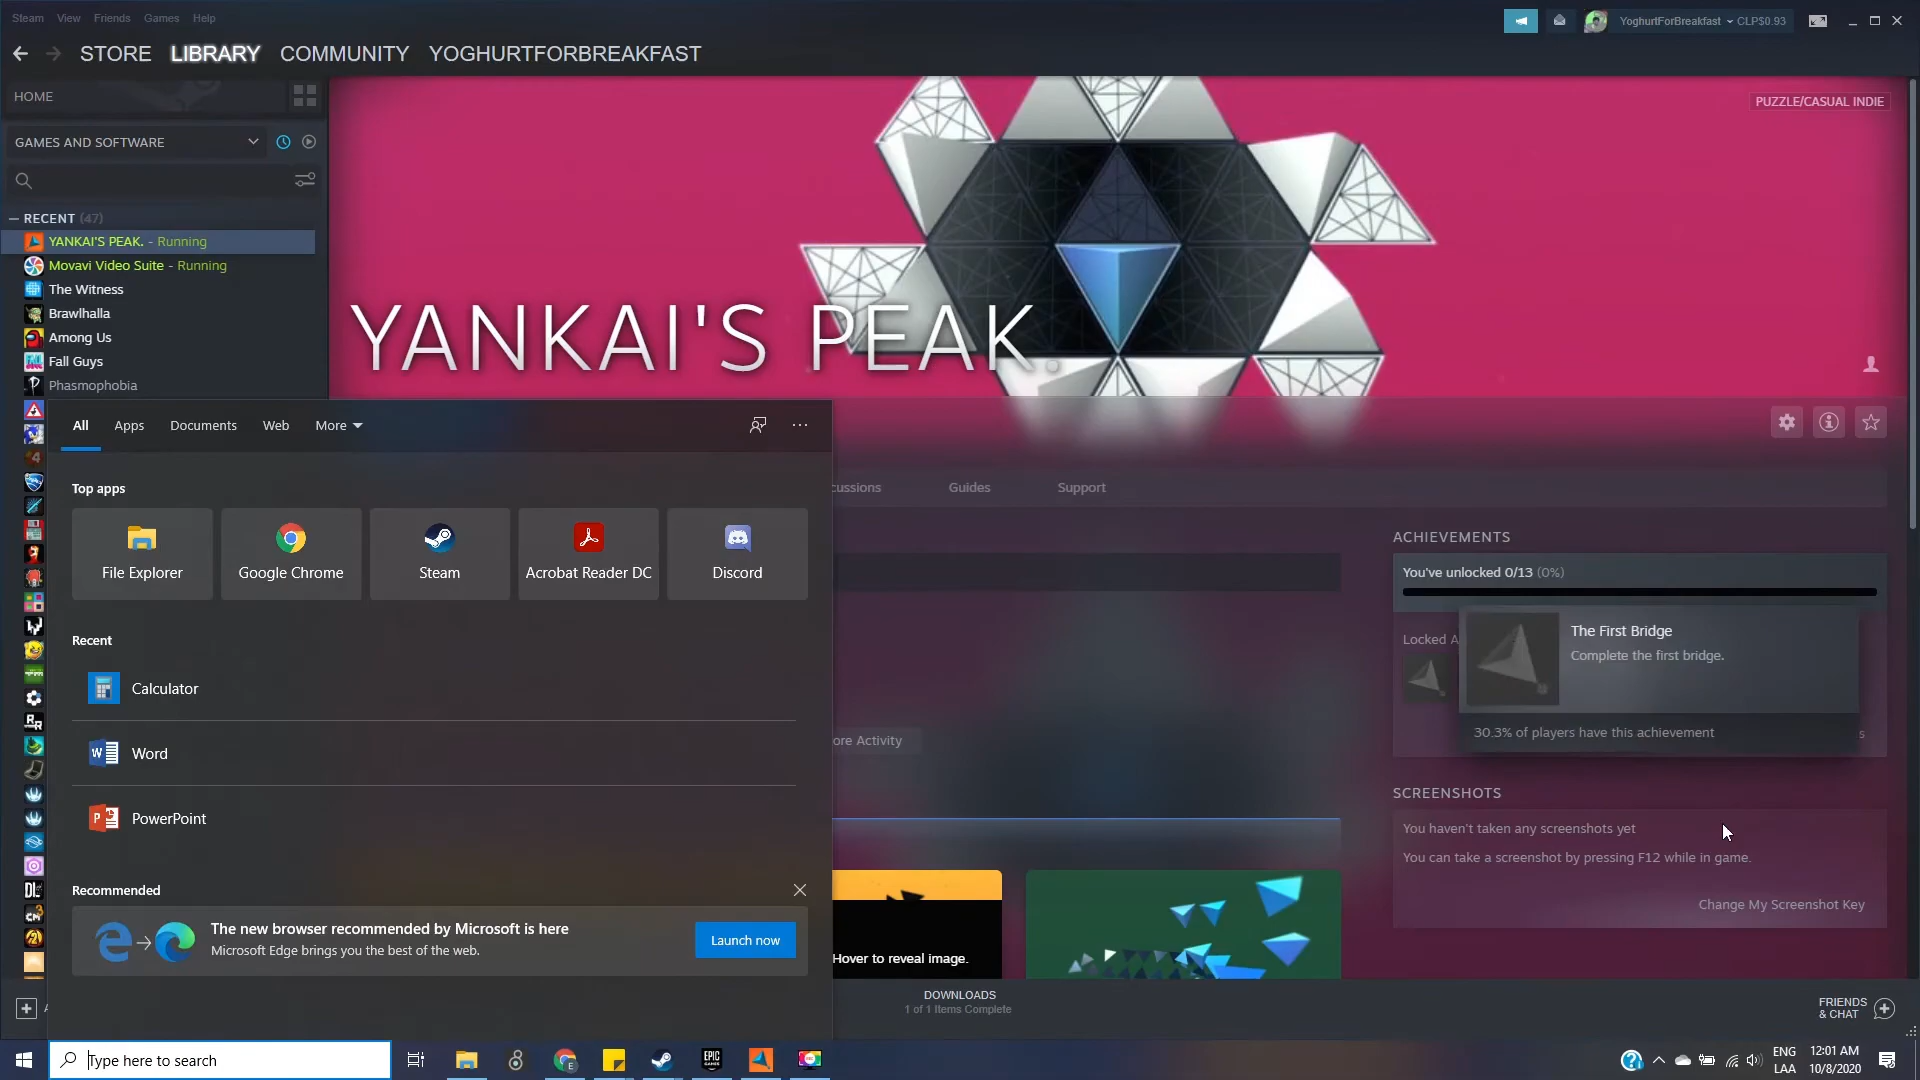 Steam View Friends Games Help
YoghurtForBreakfast CLP$0.93
STORE LIBRARY COMMUNITY YOGHURTFORBREAKFAST
HOME
PUZZLE/CASUAL INDIE
GAMES AND SOFTWARE
RECENT (47)
YANKAI'S PEAK. - Running
Movavi Video Suite - Running
The Witness
Brawlhalla
Among Us
Fall Guys
Phasmophobia
YANKAI'S PEAK.
All Apps Documents Web More
Top apps
File Explorer Google Chrome Steam Acrobat Reader DC Discord
Recent
Calculator
Word
PowerPoint
Recommended
The new browser recommended by Microsoft is here
Microsoft Edge brings you the best of the web.
Launch now
cussions Guides Support
ore Activity
Hover to reveal image.
ACHIEVEMENTS
You've unlocked 0/13 (0%)
Locked A
The First Bridge
Complete the first bridge.
30.3% of players have this achievement
s
SCREENSHOTS
You haven't taken any screenshots yet
You can take a screenshot by pressing F12 while in game.
Change My Screenshot Key
DOWNLOADS
1 of 1 Items Complete
FRIENDS
& CHAT
Type here to search
EPIC
GAMES
ENG
LAA
12:01 AM
10/8/2020